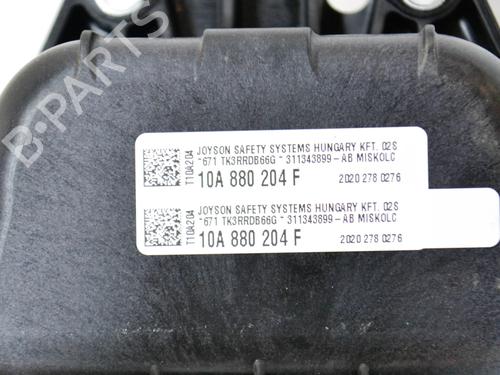 JOYSON SAFETY SYSTEMS HUNGARY KFT. 02S
*671 TK3RRDB66G * 311343899-AB MISKOLC
T10A204
10A 880 204 F
2020 278 0276
JOYSON SAFETY SYSTEMS HUNGARY KFT. 02S
*671 TK3RRDB66G * 311343899-AB MISKOLC
T10A204
10A 880 204 F
2020 278 0276
B-PARTS